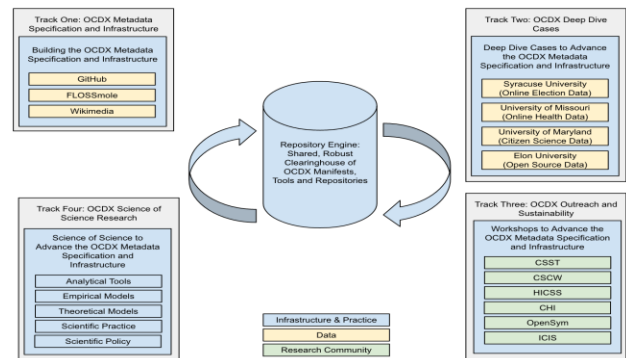 Track One: OCDX Metadata
Specification and Infrastructure
Building the OCDX Metadata
Specification and Infrastructure
GitHub
FLOSSmole
Wikimedia
Track Two: OCDX Deep Dive
Cases
Deep Dive Cases to Advance
the OCDX Metadata
Specification and Infrastructure
Syracuse University
(Online Election Data)
University of Missouri
(Online Health Data)
University of Maryland
(Citizen Science Data)
Elon University
(Open Source Data)
Repository Engine:
Shared, Robust
Clearinghouse of
OCDX Manifests,
Tools and Repositories
Track Four: OCDX Science of
Science Research
Science of Science to
Advance the OCDX Metadata
Specification and
Infrastructure
Analytical Tools
Empirical Models
Theoretical Models
Scientific Practice
Scientific Policy
Track Three: OCDX Outreach and
Sustainability
Workshops to Advance the
OCDX Metadata Specification
and Infrastructure
CSST
CSCW
HICSS
CHI
OpenSym
ICIS
Infrastructure & Practice
Data
Research Community